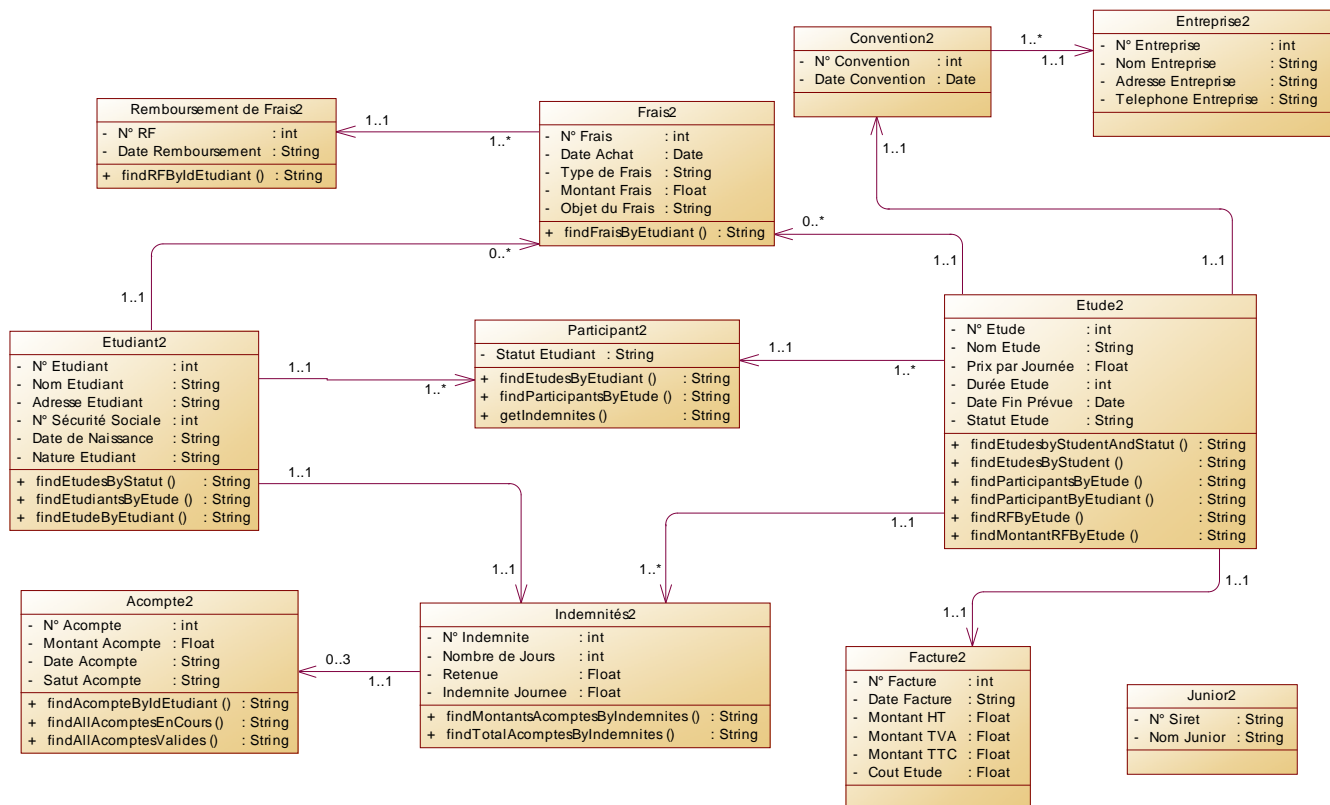 Remboursement de Frais2
- N° RF : int
- Date Remboursement : String
+ findRFByIdEtudiant () : String
1..1
1..*
Frais2
- N° Frais : int
- Date Achat : Date
- Type de Frais : String
- Montant Frais : Float
- Objet du Frais : String
+ findFraisByEtudiant () : String
Convention2
- N° Convention : int
- Date Convention : Date
1..*
1..1
Entreprise2
- N° Entreprise : int
- Nom Entreprise : String
- Adresse Entreprise : String
- Telephone Entreprise : String
1..1
0..*
1..1
1..1
0..*
1..1
Etudiant2
- N° Etudiant : int
- Nom Etudiant : String
- Adresse Etudiant : String
- N° Sécurité Sociale : int
- Date de Naissance : String
- Nature Etudiant : String
+ findEtudesByStatut () : String
+ findEtudiantsByEtude () : String
+ findEtudeByEtudiant () : String
1..1
1..*
Participant2
- Statut Etudiant : String
+ findEtudesByEtudiant () : String
+ findParticipantsByEtude () : String
+ getIndemnites () : String
1..1
1..*
Etude2
- N° Etude : int
- Nom Etude : String
- Prix par Journée : Float
- Durée Etude : int
- Date Fin Prévue : Date
- Statut Etude : String
+ findEtudesbyStudentAndStatut () : String
+ findEtudesByStudent () : String
+ findParticipantsByEtude () : String
+ findParticipantByEtudiant () : String
+ findRFByEtude () : String
+ findMontantRFByEtude () : String
1..1
1..1
1..1
1..*
1..1
1..1
Acompte2
- N° Acompte : int
- Montant Acompte : Float
- Date Acompte : String
- Satut Acompte : String
+ findAcompteByIdEtudiant () : String
+ findAllAcomptesEnCours () : String
+ findAllAcomptesValides () : String
0..3
1..1
Indemnités2
- N° Indemnite : int
- Nombre de Jours : int
- Retenue : Float
- Indemnite Journee : Float
+ findMontantsAcomptesByIndemnites () : String
+ findTotalAcomptesByIndemnites () : String
Facture2
- N° Facture : int
- Date Facture : String
- Montant HT : Float
- Montant TVA : Float
- Montant TTC : Float
- Cout Etude : Float
Junior2
- N° Siret : String
- Nom Junior : String